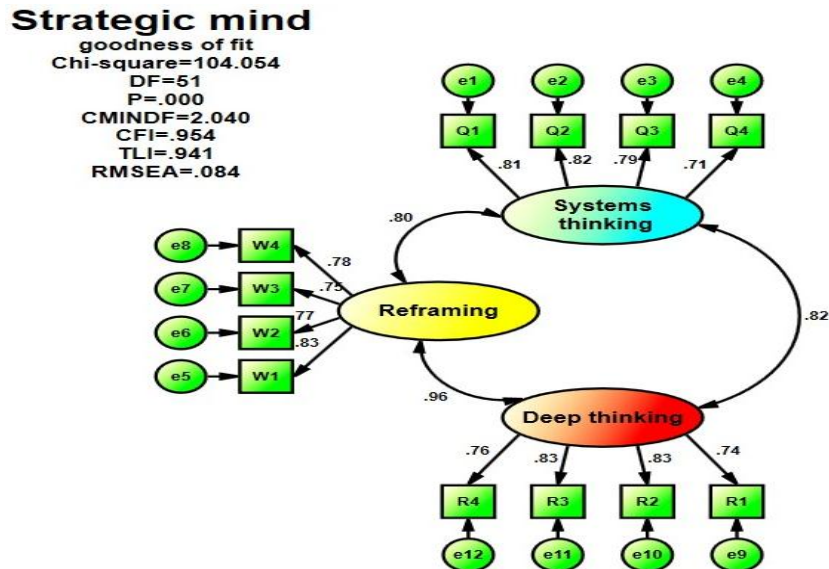 Strategic mind
goodness of fit
Chi-square=104.054
DF=51
P=.000
CMINDF=2.040
CFI=.954
TLI=.941
RMSEA=.084
e1 e2 e3 e4
Q1 Q2 Q3 Q4
.81 .82 .79 .71
Systems
thinking
.80
e8 W4
.78
e7 W3 .75
Reframing
e6 W2 77
.83
e5 W1
.82
.96
Deep thinking
.76 .83 .83 .74
R4 R3 R2 R1
e12 e11 e10 e9